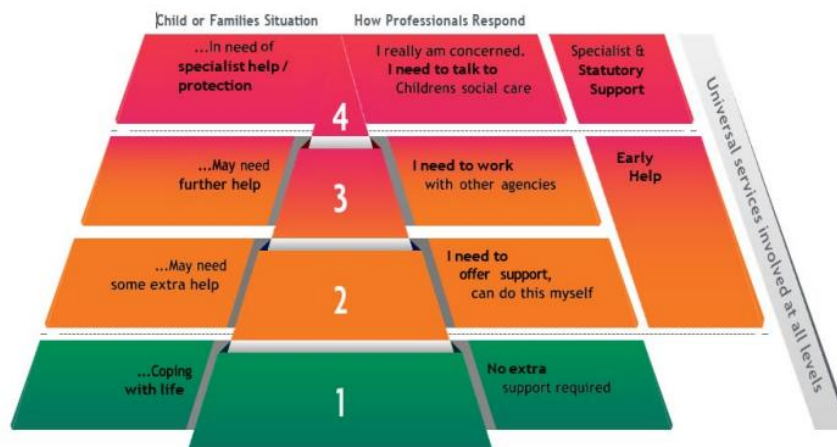 Child or Families Situation
How Professionals Respond
...In need of
specialist help /
protection
4
I really am concerned.
I need to talk to
Childrens social care
Specialist &
Statutory
Support
...May need
further help
3
I need to work
with other agencies
Early
Help
...May need
some extra help
2
I need to
offer support,
can do this myself
...Coping
with life
1
No extra
support required
Universal services involved at all levels